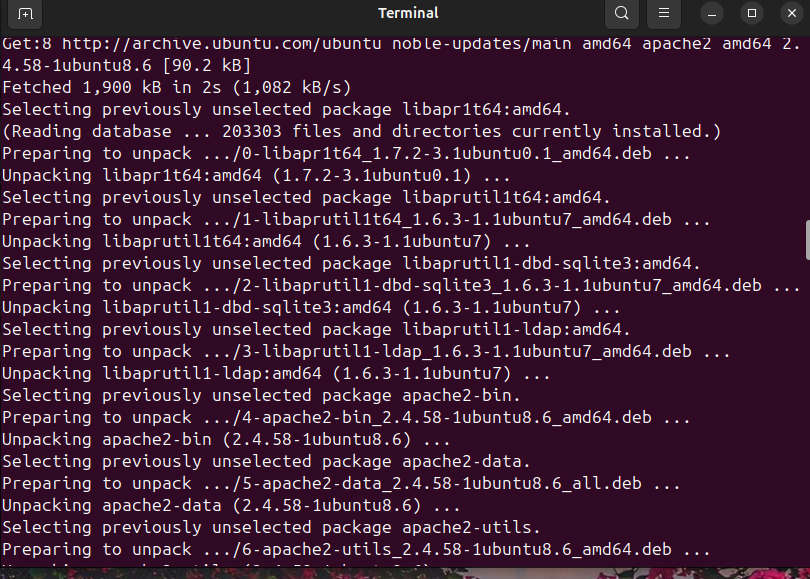 Terminal
Get:8 http://archive.ubuntu.com/ubuntu noble-updates/main amd64 apache2 amd64 2.
4.58-1ubuntu8.6 [90.2 kB]
Fetched 1,900 kB in 2s (1,082 kB/s)
Selecting previously unselected package libapr1t64:amd64.
(Reading database ... 203303 files and directories currently installed.)
Preparing to unpack .../0-libapr1t64_1.7.2-3.1ubuntu0.1_amd64.deb ...
Unpacking libapr1t64:amd64 (1.7.2-3.1ubuntu0.1) ...
Selecting previously unselected package libaprutil1t64:amd64.
Preparing to unpack .../1-libaprutil1t64_1.6.3-1.1ubuntu7_amd64.deb ...
Unpacking libaprutil1t64:amd64 (1.6.3-1.1ubuntu7) ...
Selecting previously unselected package libaprutil1-dbd-sqlite3:amd64.
Preparing to unpack .../2-libaprutil1-dbd-sqlite3_1.6.3-1.1ubuntu7_amd64.deb ...
Unpacking libaprutil1-dbd-sqlite3:amd64 (1.6.3-1.1ubuntu7) ...
Selecting previously unselected package libaprutil1-ldap:amd64.
Preparing to unpack .../3-libaprutil1-ldap_1.6.3-1.1ubuntu7_amd64.deb ...
Unpacking libaprutil1-ldap:amd64 (1.6.3-1.1ubuntu7) ...
Selecting previously unselected package apache2-bin.
Preparing to unpack .../4-apache2-bin_2.4.58-1ubuntu8.6_amd64.deb ...
Unpacking apache2-bin (2.4.58-1ubuntu8.6) ...
Selecting previously unselected package apache2-data.
Preparing to unpack .../5-apache2-data_2.4.58-1ubuntu8.6_all.deb ...
Unpacking apache2-data (2.4.58-1ubuntu8.6) ...
Selecting previously unselected package apache2-utils.
Preparing to unpack .../6-apache2-utils_2.4.58-1ubuntu8.6_amd64.deb ...